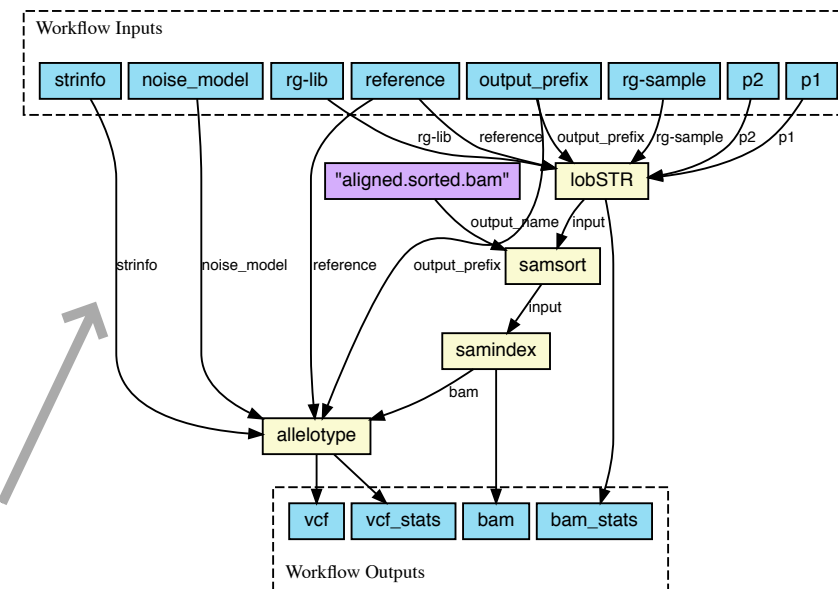 Workflow Inputs
strinfo noise_model rg-lib reference output_prefix rg-sample p2 p1
rg-lib reference output_prefix rg-sample p2 p1
"aligned.sorted.bam" lobSTR
output_name input
strinfo noise_model reference output_prefix samsort
input
samindex
bam
allelotype
vcf vcf_stats bam bam_stats
Workflow Outputs